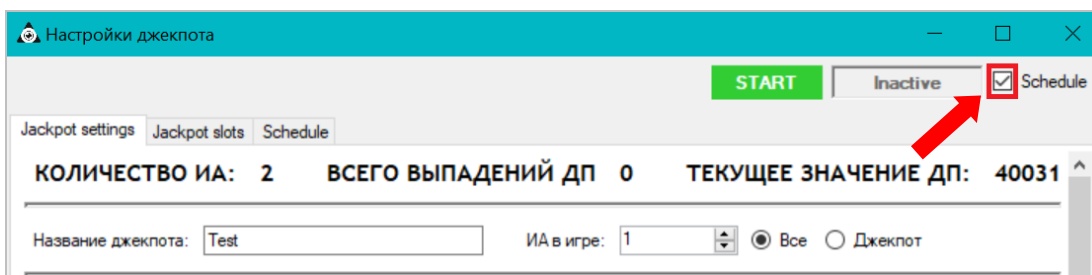 Настройки джекпота
START Inactive Schedule
Jackpot settings Jackpot slots Schedule
КОЛИЧЕСТВО ИА: 2 ВСЕГО ВЫПАДЕНИЙ ДП 0 ТЕКУЩЕЕ ЗНАЧЕНИЕ ДП: 40031
Название джекпота: Test ИА в игре: 1 Все Джекпот